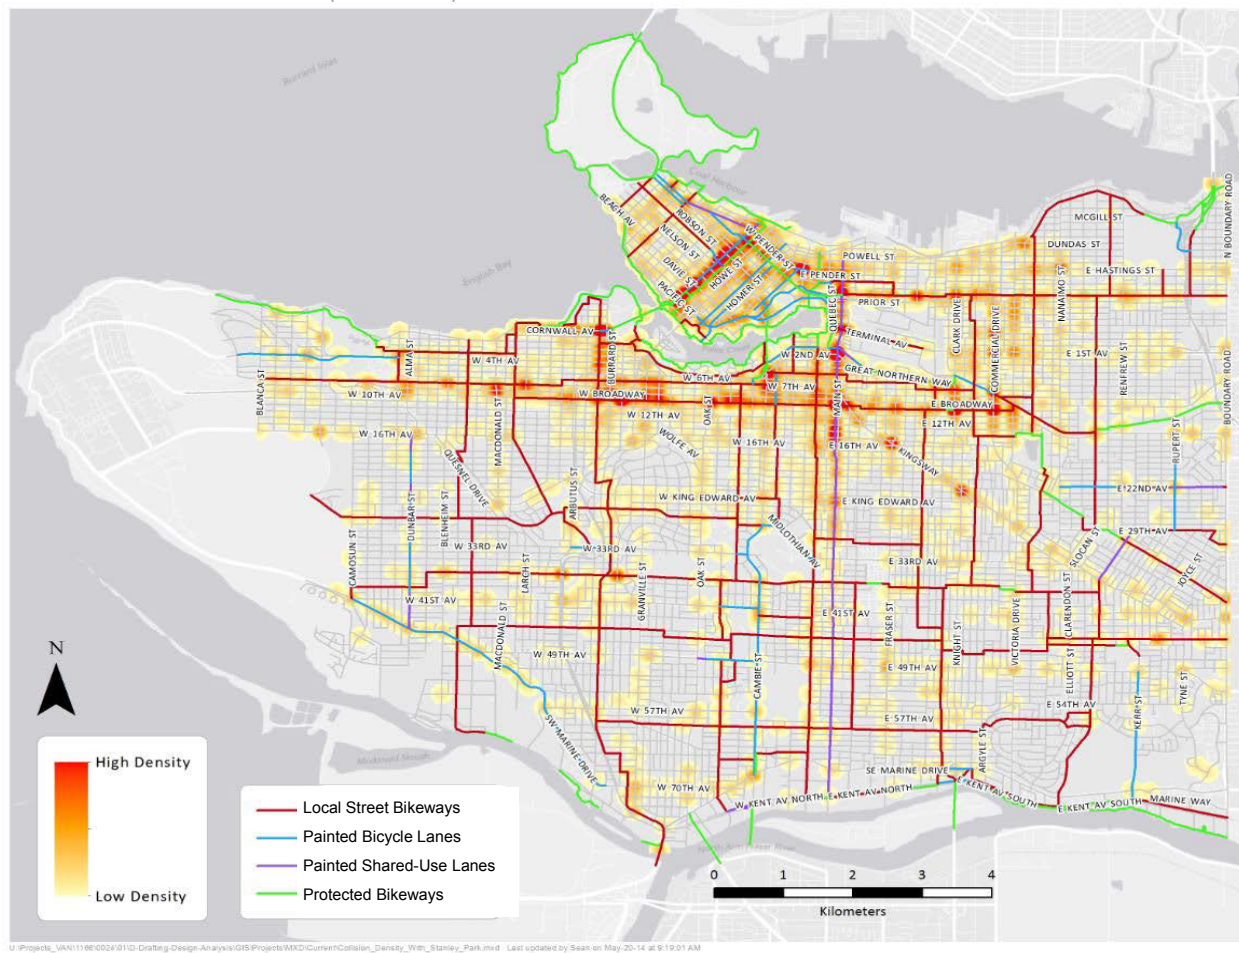 Burrard Inlet
Coal Harbour
English Bay
BEACH AV
ROBSON ST
NELSON ST
DAVIE ST
PACIFIC ST
HOWE ST
HOMER ST
W PENDER ST
E PENDER ST
POWELL ST
MCGILL ST
DUNDAS ST
E HASTINGS ST
N BOUNDARY ROAD
NANAIMO ST
PRIOR ST
QUEBEC ST
TERMINAL AV
CLARK DRIVE
COMMERCIAL DRIVE
E 1ST AV
RENFREW ST
BOUNDARY ROAD
CORNWALL AV
BURRARD ST
False Creek
W 2ND AV
GREAT NORTHERN WAY
ALMA ST
W 4TH AV
W 6TH AV
W 7TH AV
BLANCA ST
W 10TH AV
W BROADWAY
E BROADWAY
MACDONALD ST
W 12TH AV
OAK ST
MAIN ST
E 12TH AV
W 16TH AV
WOLFE AV
W 16TH AV
E 16TH AV
KINGSWAY
RUPERT ST
QUESNEL DRIVE
ARBUTUS ST
W KING EDWARD AV
E KING EDWARD AV
E 22ND AV
DUNBAR ST
BLENHEIM ST
MIDLOTHIAN AV
CAMOSUN ST
W 33RD AV
W 33RD AV
E 33RD AV
E 29TH AV
SLOCAN ST
JOYCE ST
LARCH ST
GRANVILLE ST
OAK ST
W 41ST AV
E 41ST AV
FRASER ST
KNIGHT ST
VICTORIA DRIVE
CLARENDON ST
MACDONALD ST
W 49TH AV
E 49TH AV
CAMBIE ST
ELLIOTT ST
KERR ST
TYNE ST
W 57TH AV
E 57TH AV
E 54TH AV
ARGYLE ST
SW MARINE DRIVE
SE MARINE DRIVE
W 70TH AV
W KENT AV NORTH
E KENT AV NORTH
E KENT AV SOUTH
E KENT AV SOUTH
MARINE WAY
McDonald Slough
N
High Density
Low Density
Local Street Bikeways
Painted Bicycle Lanes
Painted Shared-Use Lanes
Protected Bikeways
0 1 2 3 4
Kilometers